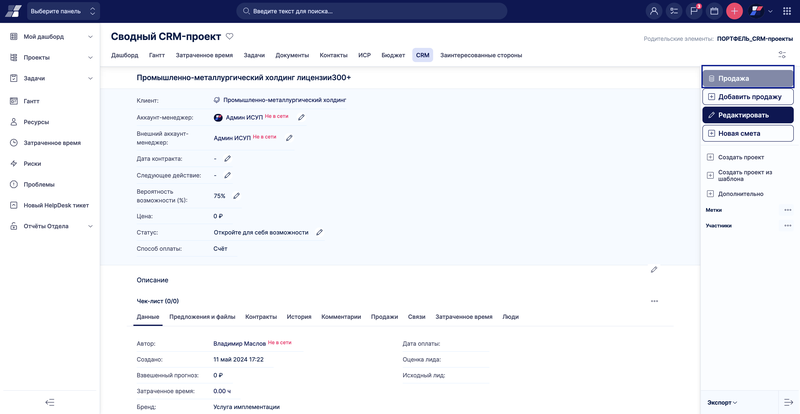 Выберите панель
Введите текст для поиска...
Мой дашборд
Проекты
Задачи
Гантт
Ресурсы
Затраченное время
Риски
Проблемы
Новый HelpDesk тикет
Отчёты Отдела
Сводный CRM-проект
Родительские элементы: ПОРТФЕЛЬ_CRM-проекты
Дашборд Гантт Затраченное время Задачи Документы Контакты ИСР Бюджет CRM Заинтересованные стороны
Промышленно-металлургический холдинг лицензии300+
Клиент: Промышленно-металлургический холдинг
Аккаунт-менеджер: Админ ИСУП Не в сети
Внешний аккаунт-
менеджер: Админ ИСУП Не в сети
Дата контракта: -
Следующее действие: -
Вероятность
возможности (%): 75%
Цена: 0 ₽
Статус: Откройте для себя возможности
Способ оплаты: Счёт
Описание
Чек-лист (0/0)
Данные Предложения и файлы Контракты История Комментарии Продажи Связи Затраченное время Люди
Автор: Владимир Маслов Не в сети
Дата оплаты:
Создано: 11 май 2024 17:22
Оценка лида:
Взвешенный прогноз: 0 ₽
Исходный лид:
Затраченное время: 0.00 ч
Бренд: Услуга имплементации
Продажа
Добавить продажу
Редактировать
Новая смета
Создать проект
Создать проект из
шаблона
Дополнительно
Метки
Участники
Экспорт